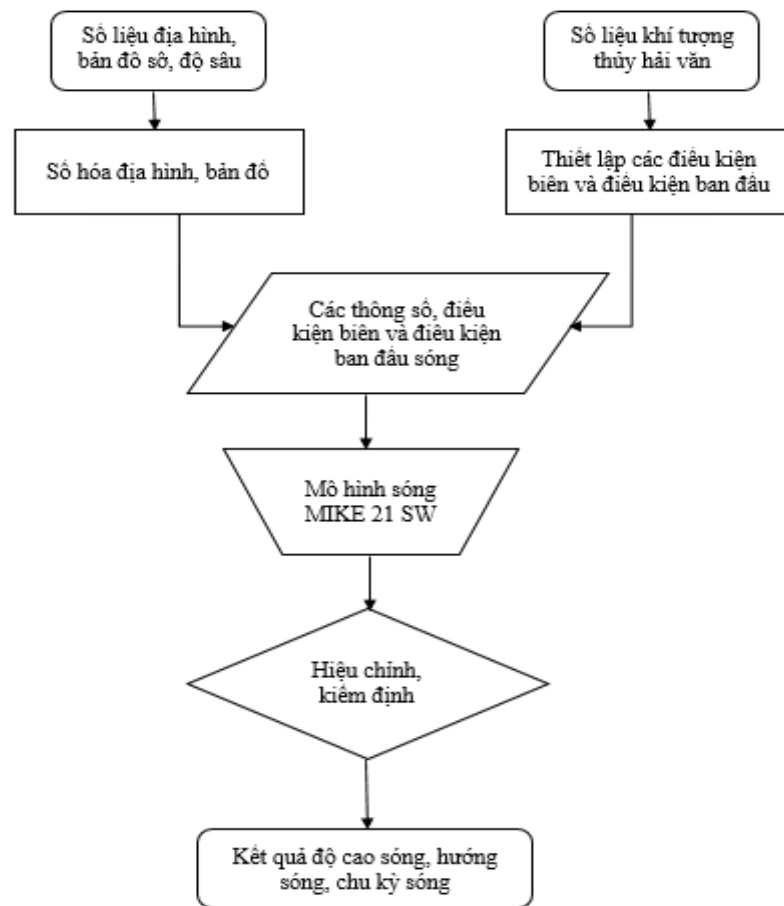 Số liệu địa hình,
bản đồ số, độ sâu
Số liệu khí tượng
thủy hải văn
Số hóa địa hình, bản đồ
Thiết lập các điều kiện
biên và điều kiện ban đầu
Các thông số, điều
kiện biên và điều kiện
ban đầu sóng
Mô hình sóng
MIKE 21 SW
Hiệu chỉnh,
kiểm định
Kết quả độ cao sóng, hướng
sóng, chu kỳ sóng